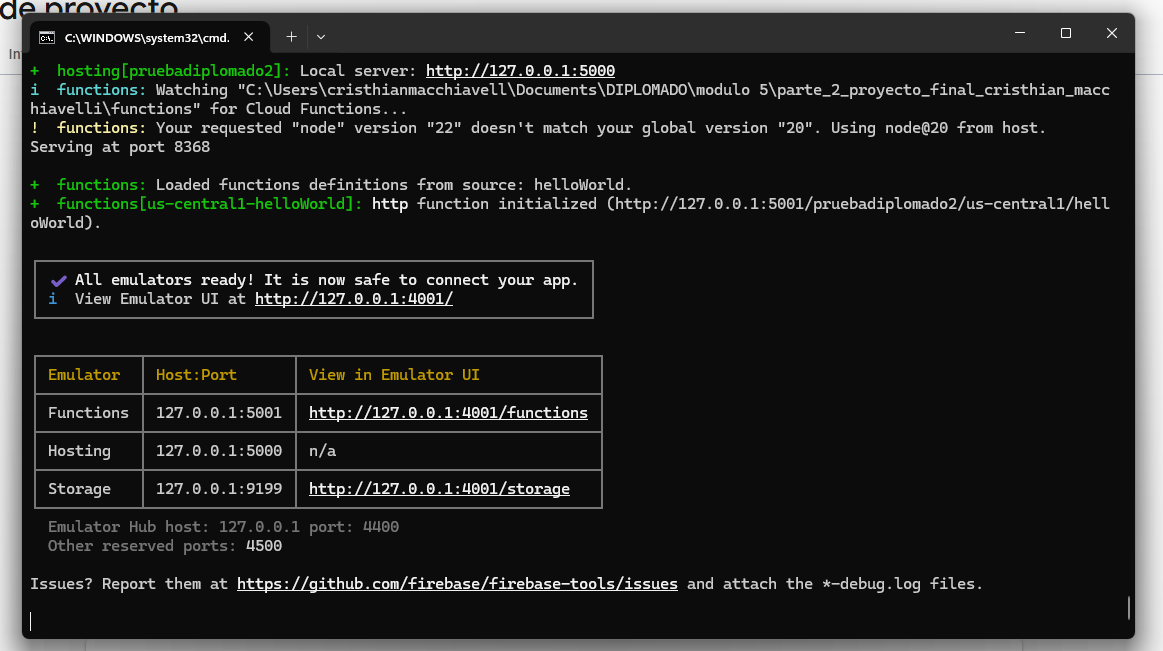 de proyecto
In
C:\WINDOWS\system32\cmd.
+ hosting[pruebadiplomado2]: Local server: http://127.0.0.1:5000
i functions: Watching "C:\Users\cristhianmacchiavell\Documents\DIPLOMADO\modulo 5\parte_2_proyecto_final_cristhian_macc
hiavelli\functions" for Cloud Functions...
! functions: Your requested "node" version "22" doesn't match your global version "20". Using node@20 from host.
Serving at port 8368
+ functions: Loaded functions definitions from source: helloWorld.
+ functions[us-central1-helloWorld]: http function initialized (http://127.0.0.1:5001/pruebadiplomado2/us-central1/hell
oWorld).
All emulators ready! It is now safe to connect your app.
i View Emulator UI at http://127.0.0.1:4001/
Emulator Host:Port View in Emulator UI
Functions 127.0.0.1:5001 http://127.0.0.1:4001/functions
Hosting 127.0.0.1:5000 n/a
Storage 127.0.0.1:9199 http://127.0.0.1:4001/storage
Emulator Hub host: 127.0.0.1 port: 4400
Other reserved ports: 4500
Issues? Report them at https://github.com/firebase/firebase-tools/issues and attach the *-debug.log files.